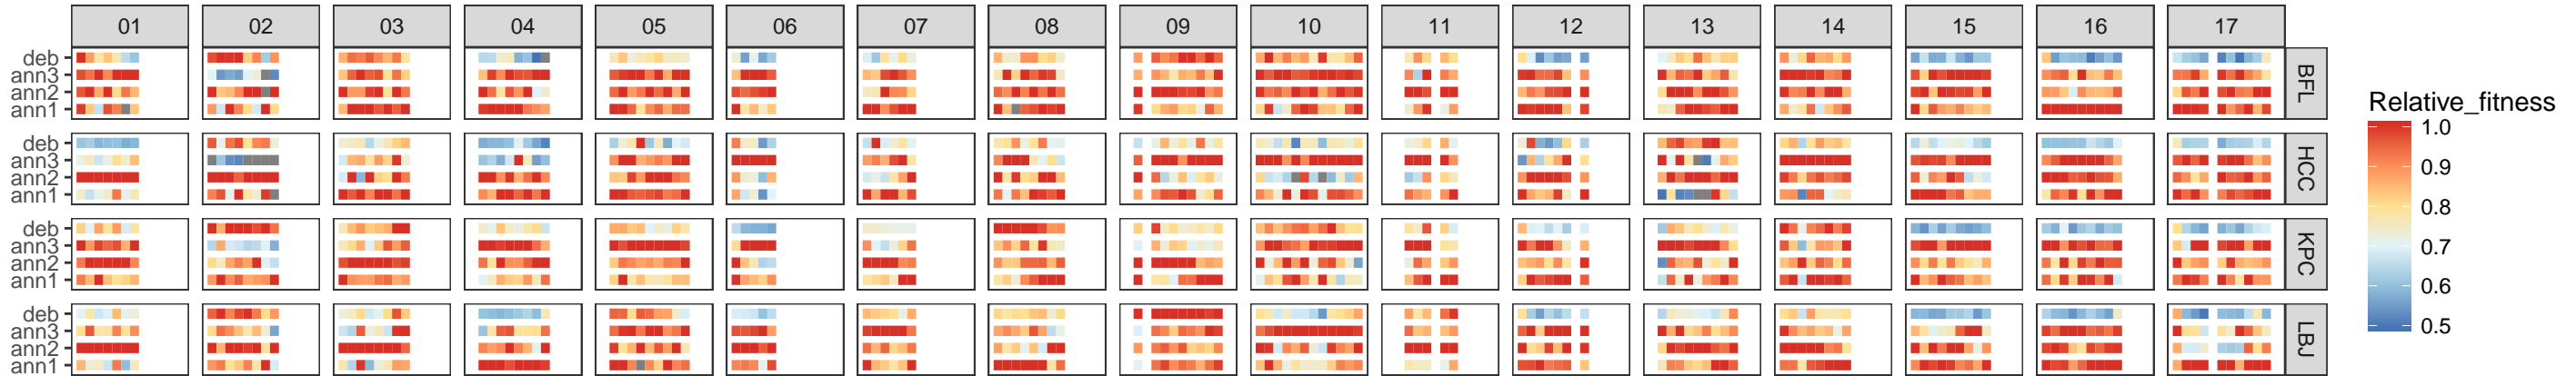 01 02 03 04 05 06 07 08 09 10 11 12 13 14 15 16 17
deb
ann3
ann2
ann1
BFL
deb
ann3
ann2
ann1
HCC
deb
ann3
ann2
ann1
KPC
deb
ann3
ann2
ann1
LBJ
Relative_fitness
1.0
0.9
0.8
0.7
0.6
0.5